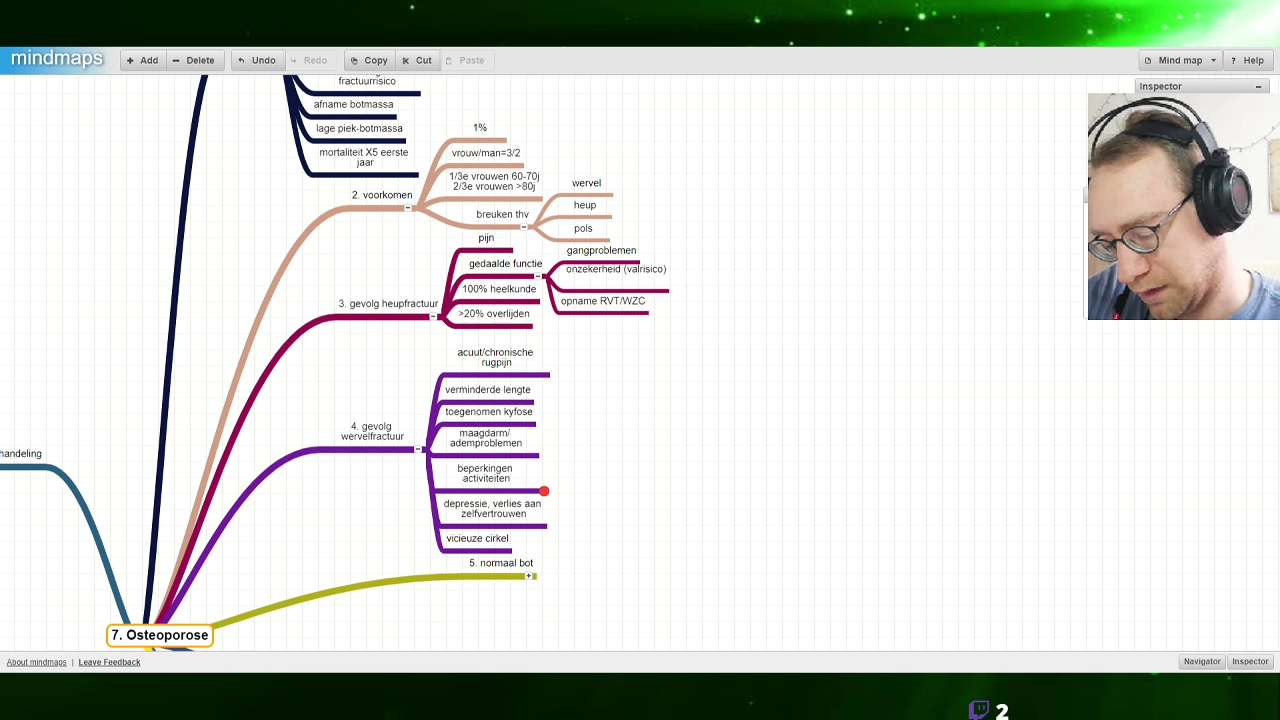 mindmaps
Add
Delete
Undo
Redo
Copy
Cut
Paste
Mind map
? Help
Inspector
fractuurrisico
afname botmassa
lage piek-botmassa
mortaliteit X5 eerste
jaar
2. voorkomen
1%
vrouw/man=3/2
1/3e vrouwen 60-70j
2/3e vrouwen >80j
breuken thv
wervel
heup
pols
3. gevolg heupfractuur
pijn
gedaalde functie
gangproblemen
onzekerheid (valrisico)
opname RVT/WZC
100% heelkunde
>20% overlijden
4. gevolg
wervelfractuur
acuut/chronische
rugpijn
verminderde lengte
toegenomen kyfose
maagdarm/
ademproblemen
beperkingen
activiteiten
depressie, verlies aan
zelfvertrouwen
vicieuze cirkel
5. normaal bot
handeling
7. Osteoporose
About mindmaps | Leave Feedback
Navigator
Inspector
2